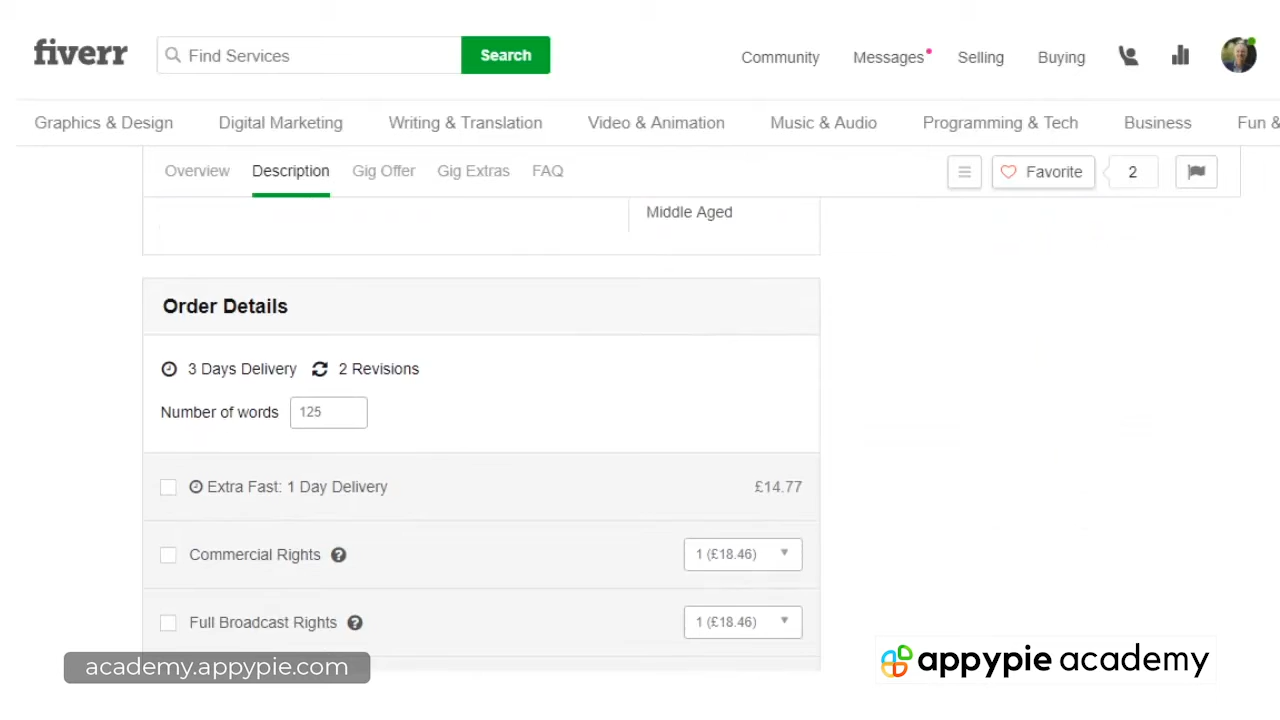 fiverr
Find Services
Search
Community
Messages
Selling
Buying
Graphics & Design
Digital Marketing
Writing & Translation
Video & Animation
Music & Audio
Programming & Tech
Business
Fun &
Overview
Description
Gig Offer
Gig Extras
FAQ
Favorite
2
Middle Aged
Order Details
3 Days Delivery
2 Revisions
Number of words 125
Extra Fast: 1 Day Delivery £14.77
Commercial Rights ? 1 (£18.46)
Full Broadcast Rights ? 1 (£18.46)
academy.appypie.com
appypie academy